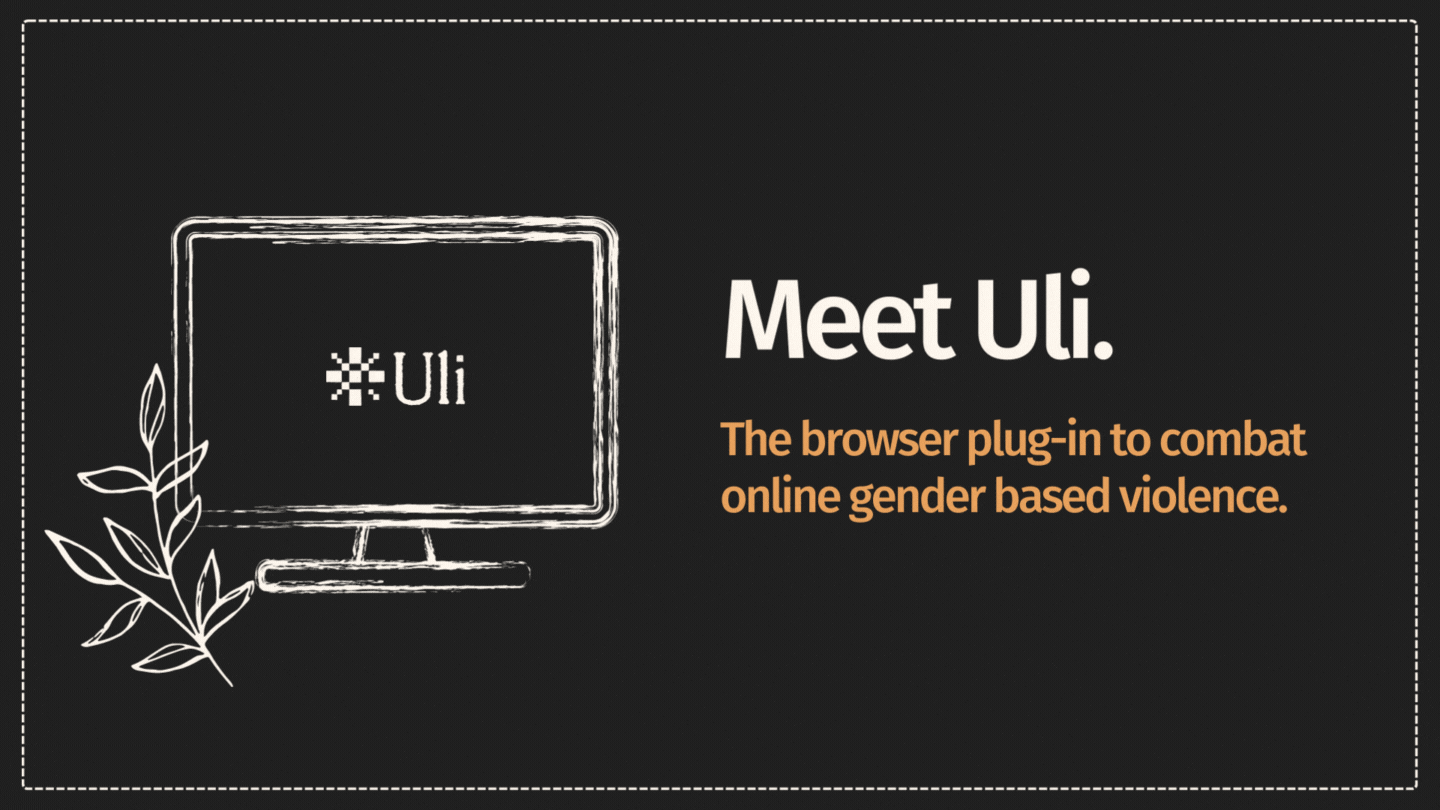 Uli
Meet Uli.
The browser plug-in to combat
online gender based violence.